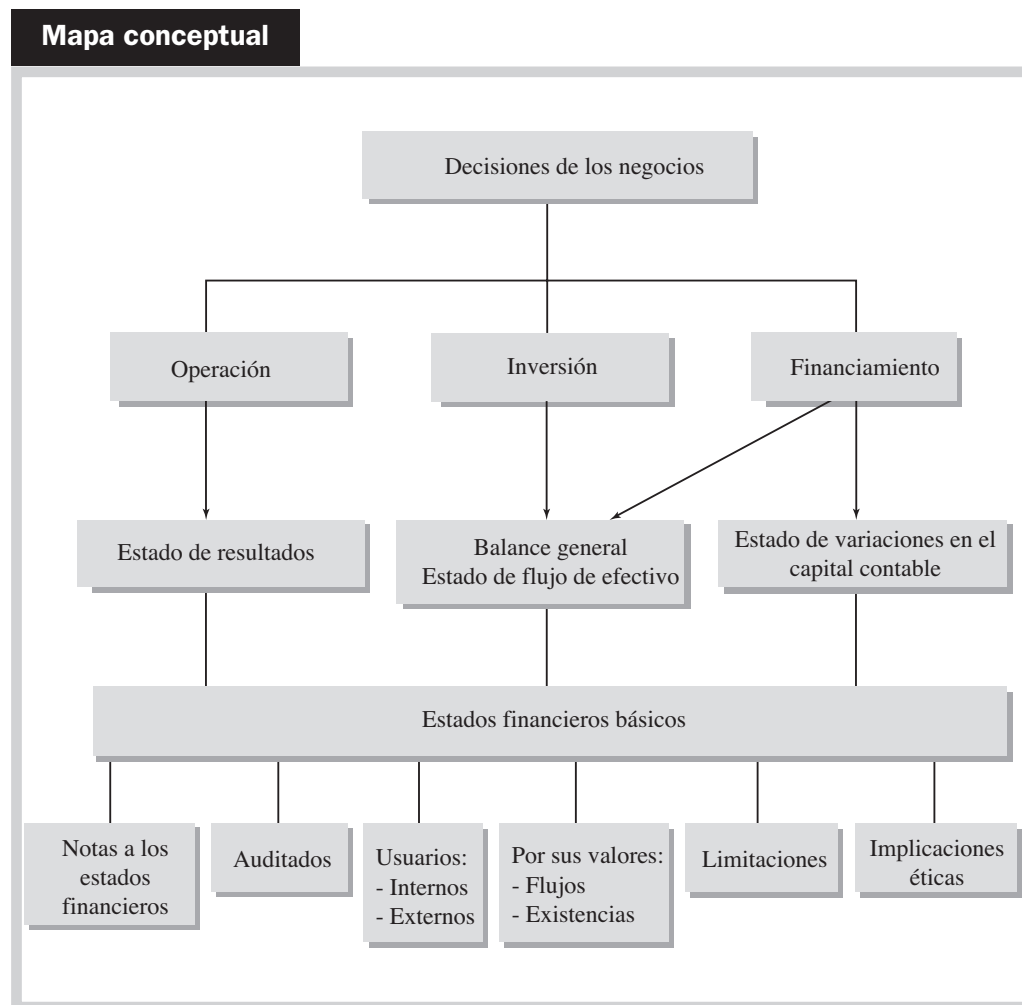 Mapa conceptual
Decisiones de los negocios
Operación
Inversión
Financiamiento
Estado de resultados
Balance general
Estado de flujo de efectivo
Estado de variaciones en el
capital contable
Estados financieros básicos
Notas a los
estados
financieros
Auditados
Usuarios:
- Internos
- Externos
Por sus valores:
- Flujos
- Existencias
Limitaciones
Implicaciones
éticas